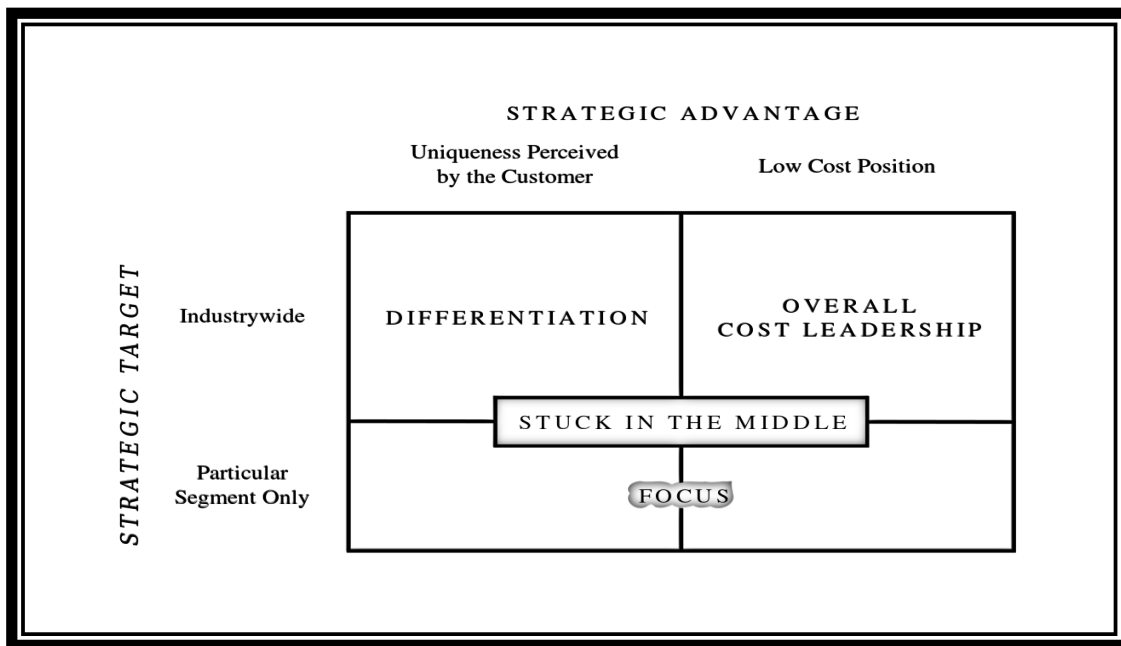 STRATEGIC ADVANTAGE
Uniqueness Perceived
by the Customer
Low Cost Position
STRATEGIC TARGET
Industrywide
DIFFERENTIATION
OVERALL
COST LEADERSHIP
STUCK IN THE MIDDLE
Particular
Segment Only
FOCUS